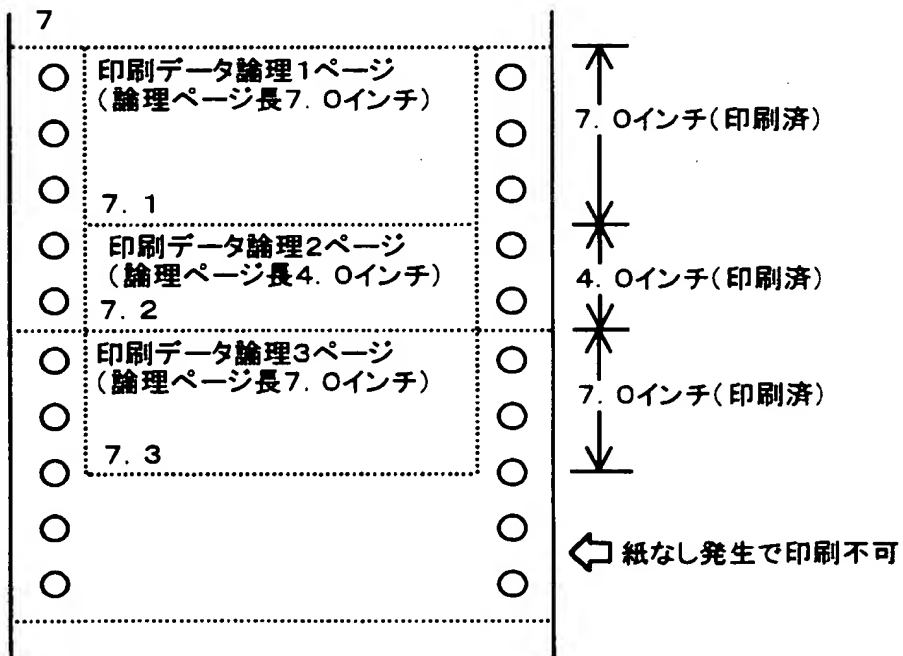 7
印刷データ論理1ページ
(論理ページ長7. 0インチ)
7. 0インチ(印刷済)
7. 1
印刷データ論理2ページ
(論理ページ長4. 0インチ)
4. 0インチ(印刷済)
7. 2
印刷データ論理3ページ
(論理ページ長7. 0インチ)
7. 0インチ(印刷済)
7. 3
紙なし発生で印刷不可